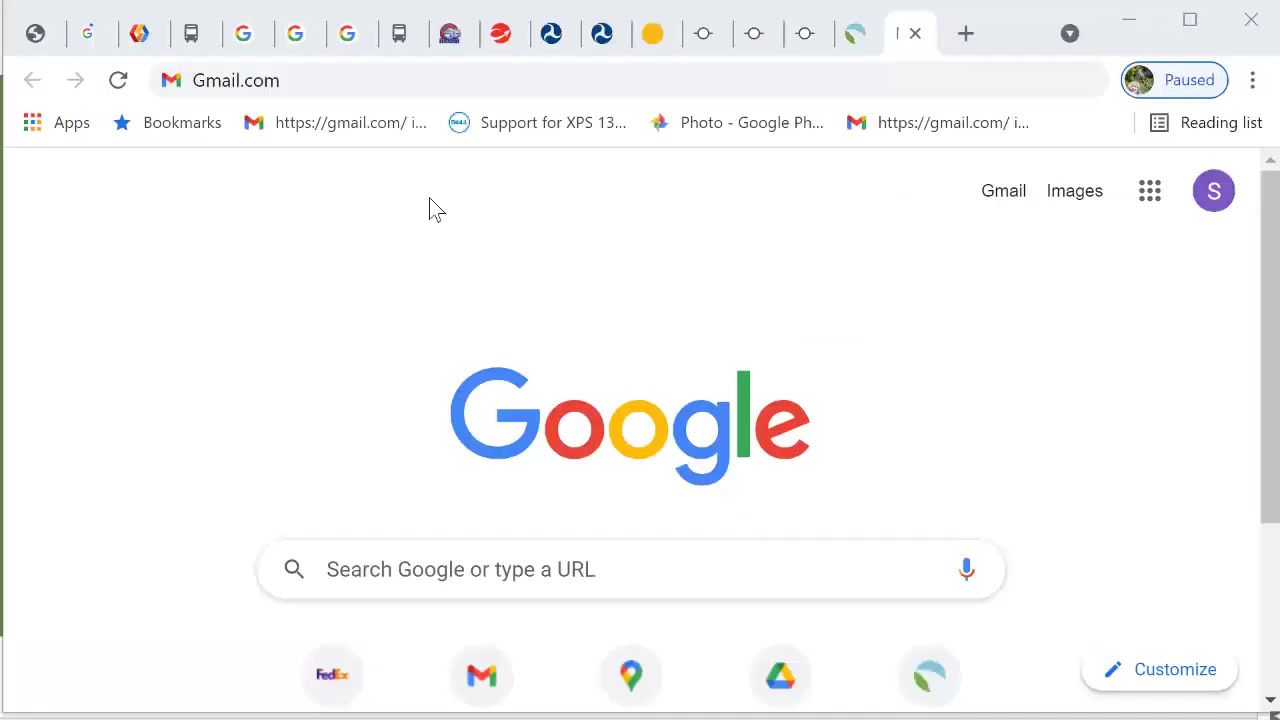 Gmail.com
Paused
Apps
Bookmarks
https://gmail.com/ i...
DELL
Support for XPS 13...
Photo - Google Ph...
https://gmail.com/ i...
Reading list
Gmail
Images
S
Google
Search Google or type a URL
FedEx
Customize